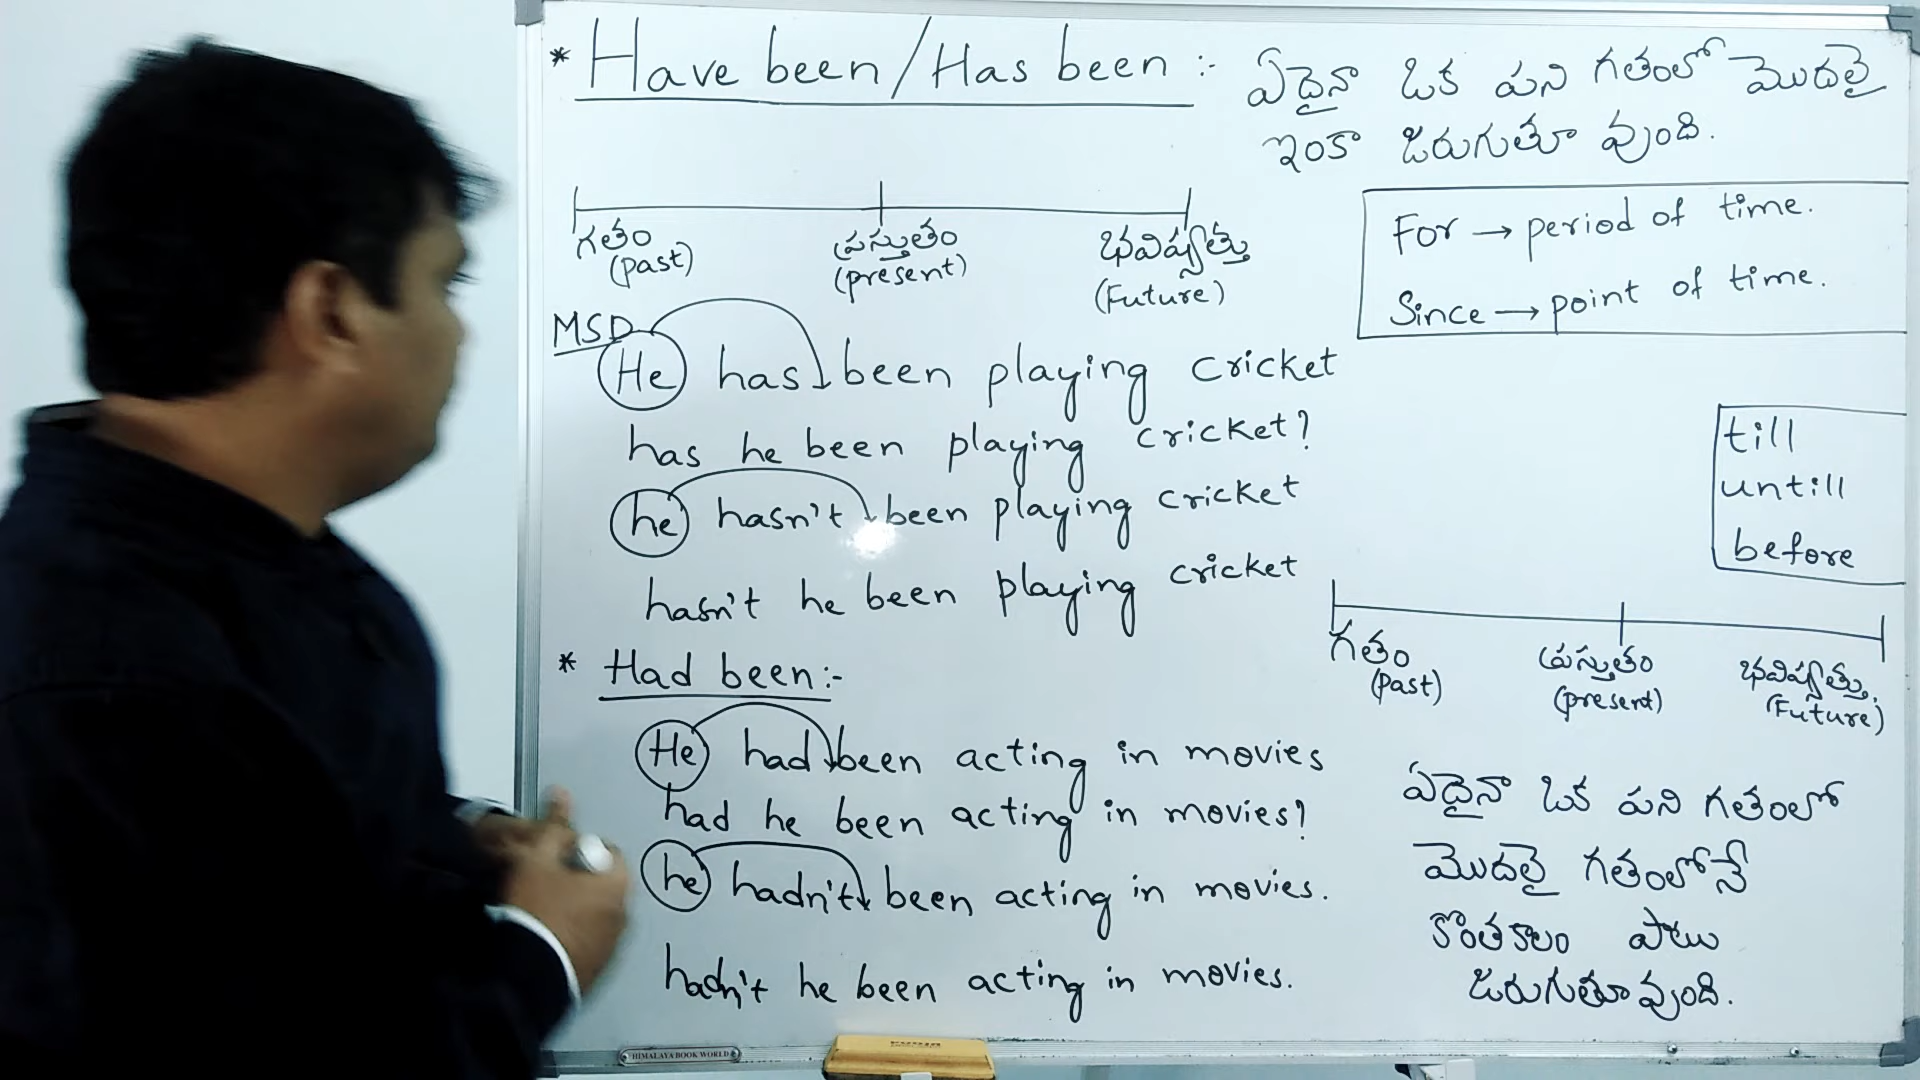 * Have been/Has been :- ఏదైనా ఒక పని గతంలో మొదలై
ఇంకా జరుగుతూ వుంది.
గతం ప్రస్తుతం భవిష్యత్తు
(past) (present) (Future)
For → period of time.
Since → point of time.
MSD
He has been playing cricket
has he been playing cricket?
he hasn't been playing cricket
hasn't he been playing cricket
till
untill
before
* Had been:-
గతం ప్రస్తుతం భవిష్యత్తు.
(past) (present) (Future)
He had been acting in movies
had he been acting in movies?
he hadn't been acting in movies.
hadn't he been acting in movies.
ఏదైనా ఒక పని గతంలో
మొదలై గతంలోనే
కొంతకాలం పాటు
జరుగుతూ వుంది.
HIMALAYA BOOK WORLD